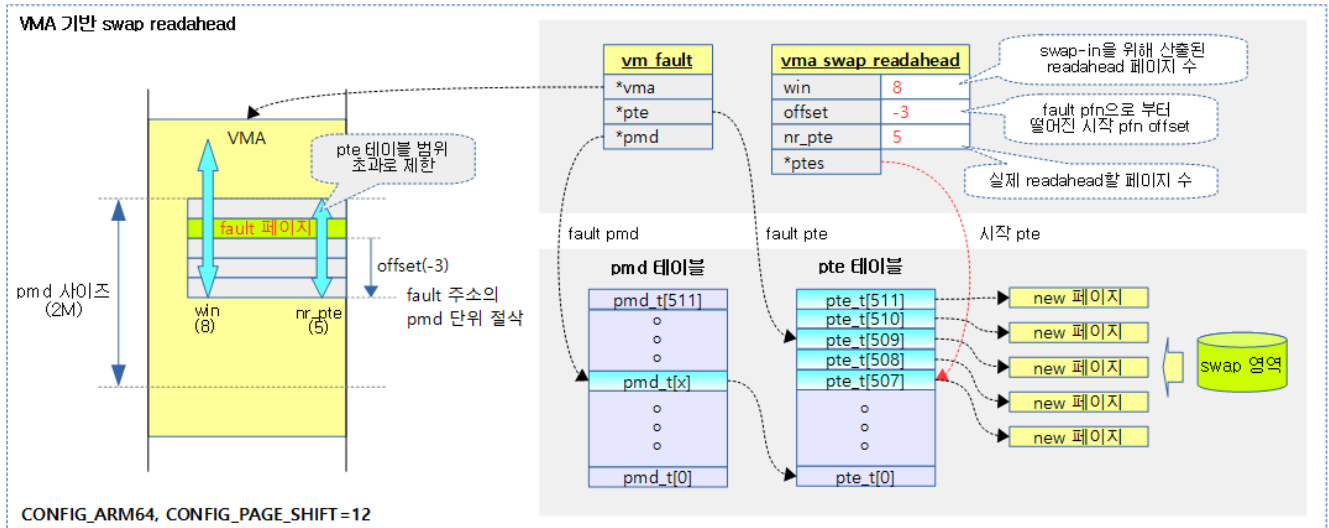 VMA 기반 swap readahead
vm_fault
*vma
*pte
*pmd
vma_swap_readahead
win 8
offset -3
nr_pte 5
*ptes
swap-in을 위해 산출된
readahead 페이지 수
fault pfn으로 부터
떨어진 시작 pfn offset
실제 readahead할 페이지 수
VMA
pte 테이블 범위
초과로 제한
fault 페이지
offset(-3)
fault 주소의
pmd 단위 절삭
pmd 사이즈
(2M)
win
(8)
nr_pte
(5)
fault pmd
fault pte
시작 pte
pmd 테이블
pmd_t[511]
pmd_t[x]
pmd_t[0]
pte 테이블
pte_t[511]
pte_t[510]
pte_t[509]
pte_t[508]
pte_t[507]
pte_t[0]
new 페이지
new 페이지
new 페이지
new 페이지
new 페이지
swap 영역
CONFIG_ARM64, CONFIG_PAGE_SHIFT=12